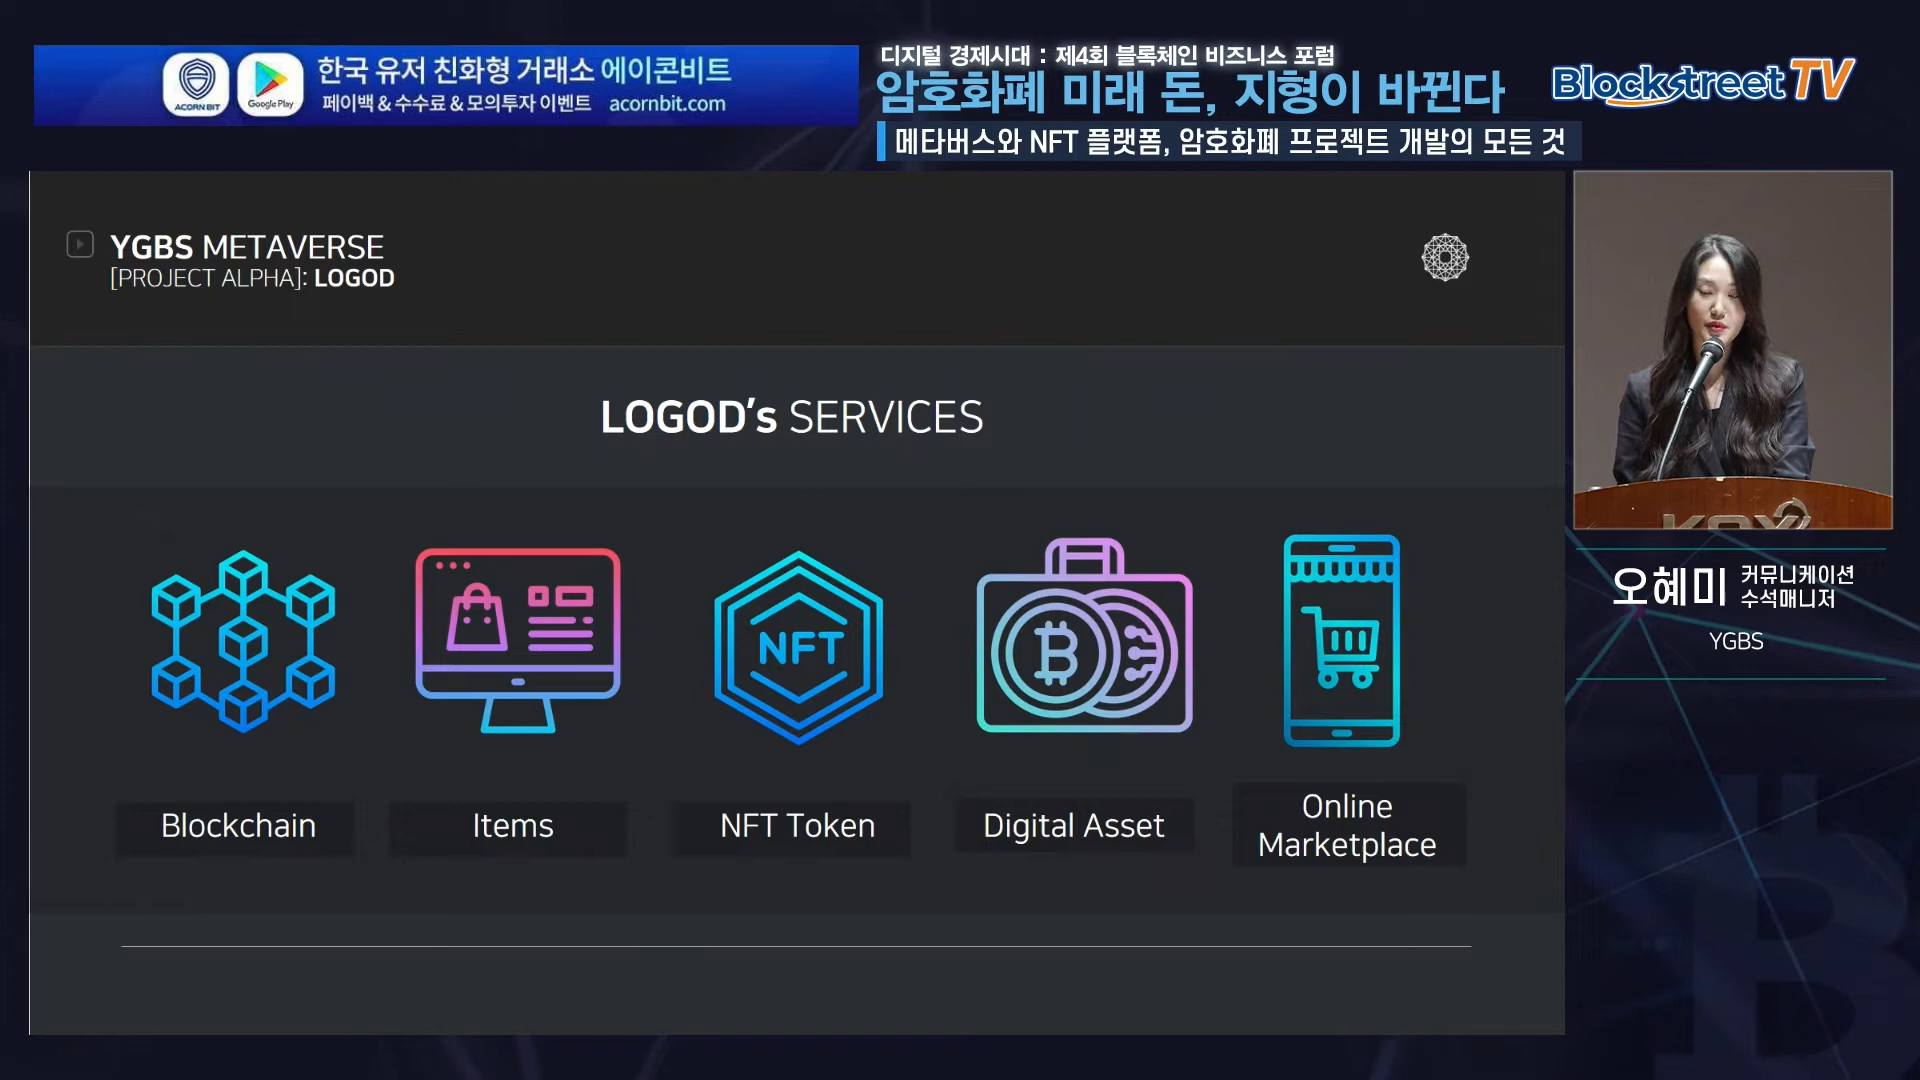 ACORN BIT
Google Play
한국 유저 친화형 거래소 에이콘비트
페이백 & 수수료 & 모의투자 이벤트 acornbit.com
디지털 경제시대 : 제4회 블록체인 비즈니스 포럼
암호화폐 미래 돈, 지형이 바뀐다
메타버스와 NFT 플랫폼, 암호화폐 프로젝트 개발의 모든 것
Blockstreet TV
YGBS METAVERSE
[PROJECT ALPHA]: LOGOD
LOGOD's SERVICES
NFT
Blockchain
Items
NFT Token
Digital Asset
Online
Marketplace
오혜미 커뮤니케이션
수석매니저
YGBS